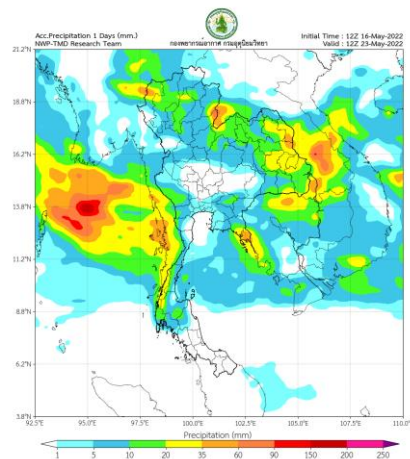 Acc.Precipitation 1 Days (mm.)
NWP-TMD Research Team
กองพยากรณ์อากาศ กรมอุตุนิยมวิทยา
Initial Time : 12Z 16-May-2022
Valid : 12Z 23-May-2022
21.2°N
18.8°N
16.2°N
13.8°N
11.2°N
8.8°N
6.2°N
3.8°N
92.5°E 95.0°E 97.5°E 100.0°E 102.5°E 105.0°E 107.5°E 110.0°E
Precipitation (mm)
1 5 10 20 35 60 90 150 200 250